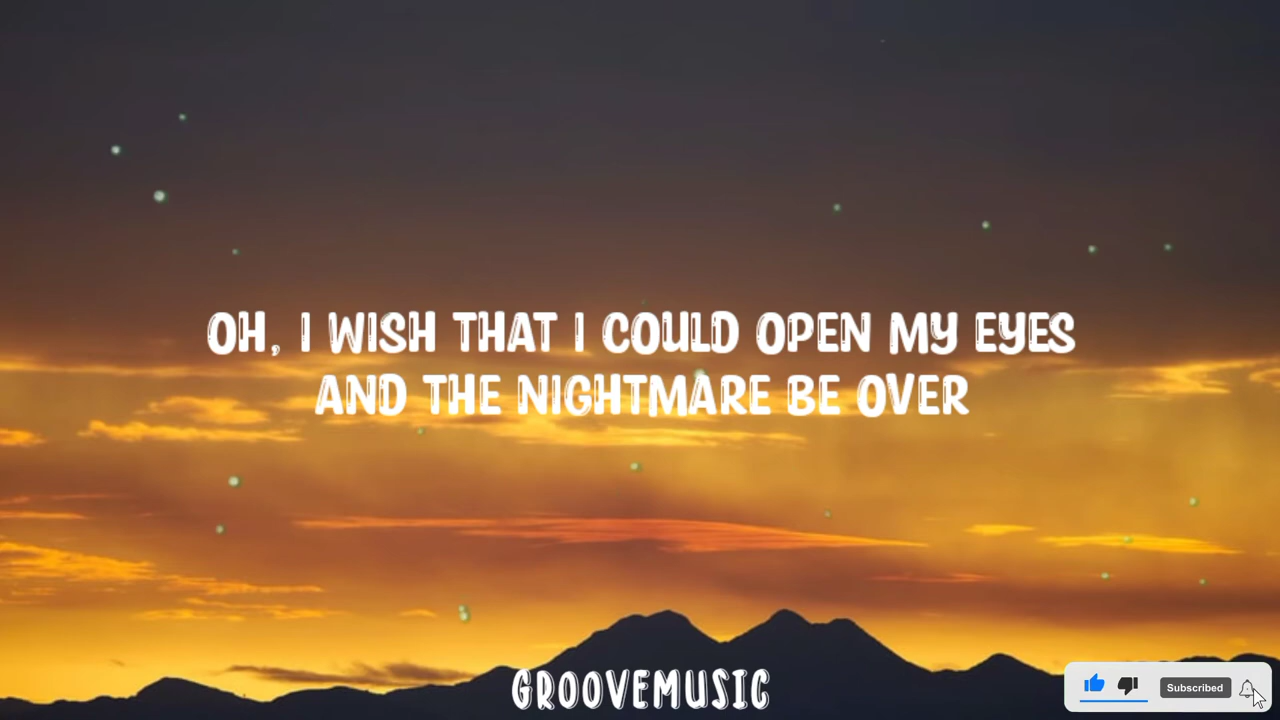 OH, I WISH THAT I COULD OPEN MY EYES
AND THE NIGHTMARE BE OVER
GROOVEMUSIC
Subscribed